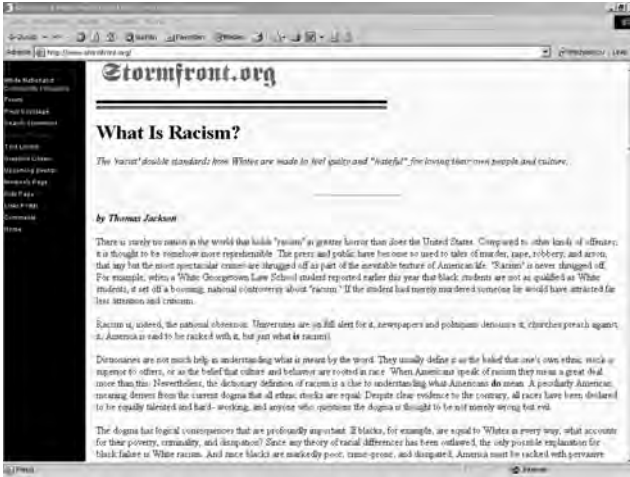 http://www.stormfront.org/
Stormfront.org
What Is Racism?
The 'racist' double standards how Whites are made to feel guilty and "hateful" for loving their own people and culture.
by Thomas Jackson
There is surely no nation in the world that holds "racism" in greater horror than does the United States. Compared to other kinds of offenses,
it is thought to be somehow more reprehensible. The press and public have become so used to tales of murder, rape, robbery, and arson,
that any but the most spectacular crimes are shrugged off as part of the inevitable texture of American life. "Racism" is never shrugged off.
For example, when a White Georgetown Law School student reported earlier this year that black students are not as qualified as White
students, it set off a booming, national controversy about "racism." If the student had merely murdered someone he would have attracted far
less attention and criticism.
Racism is, indeed, the national obsession. Universities are on full alert for it, newspapers and politicians denounce it, churches preach against
it, America is said to be racked with it, but just what is racism?
Dictionaries are not much help in understanding what is meant by the word. They usually define it as the belief that one's own ethnic stock is
superior to others, or as the belief that culture and behavior are rooted in race. When Americans speak of racism they mean a great deal
more than this. Nevertheless, the dictionary definition of racism is a clue to understanding what Americans do mean. A peculiarly American
meaning derives from the current dogma that all ethnic stocks are equal. Despite clear evidence to the contrary, all races have been declared
to be equally talented and hard- working, and anyone who questions the dogma is thought to be not merely wrong but evil.
The dogma has logical consequences that are profoundly important. If blacks, for example, are equal to Whites in every way, what accounts
for their poverty, criminality, and dissipation? Since any theory of racial differences has been outlawed, the only possible explanation for
black failure is White racism. And since blacks are markedly poor, crime-prone, and dissipated, America must be racked with pervasive